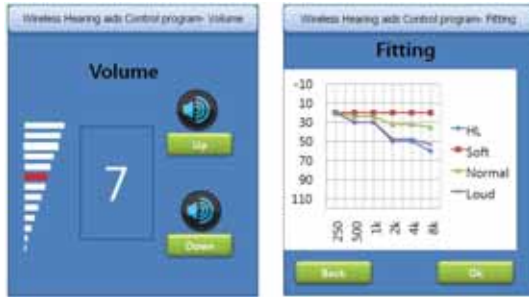 Wireless Hearing aids Control program- Volume
Volume
7
Up
Down
Wireless Hearing aids Control program- Fitting
Fitting
-10
10
30
50
70
90
110
250
500
1k
2k
4k
8k
HL
Soft
Normal
Loud
Back
Ok